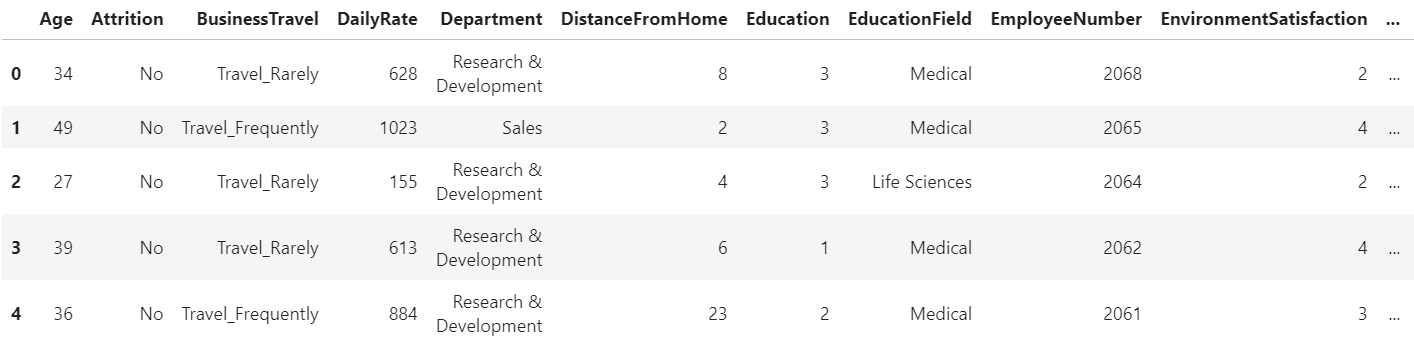 Age Attrition BusinessTravel DailyRate Department DistanceFromHome Education EducationField EmployeeNumber EnvironmentSatisfaction ...
0 34 No Travel_Rarely 628 Research & Development 8 3 Medical 2068 2 ...
1 49 No Travel_Frequently 1023 Sales 2 3 Medical 2065 4 ...
2 27 No Travel_Rarely 155 Research & Development 4 3 Life Sciences 2064 2 ...
3 39 No Travel_Rarely 613 Research & Development 6 1 Medical 2062 4 ...
4 36 No Travel_Frequently 884 Research & Development 23 2 Medical 2061 3 ...